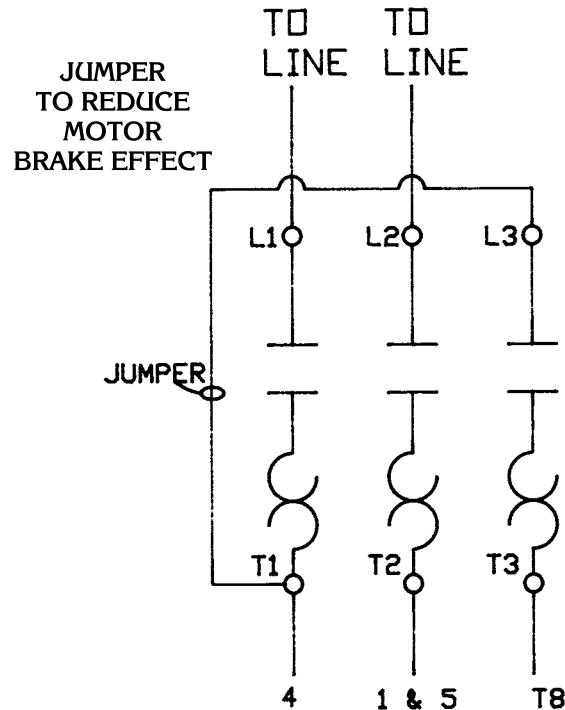 TO TO
LINE LINE
JUMPER
TO REDUCE
MOTOR
BRAKE EFFECT
L1 L2 L3
JUMPER
T1 T2 T3
4 1 & 5 T8